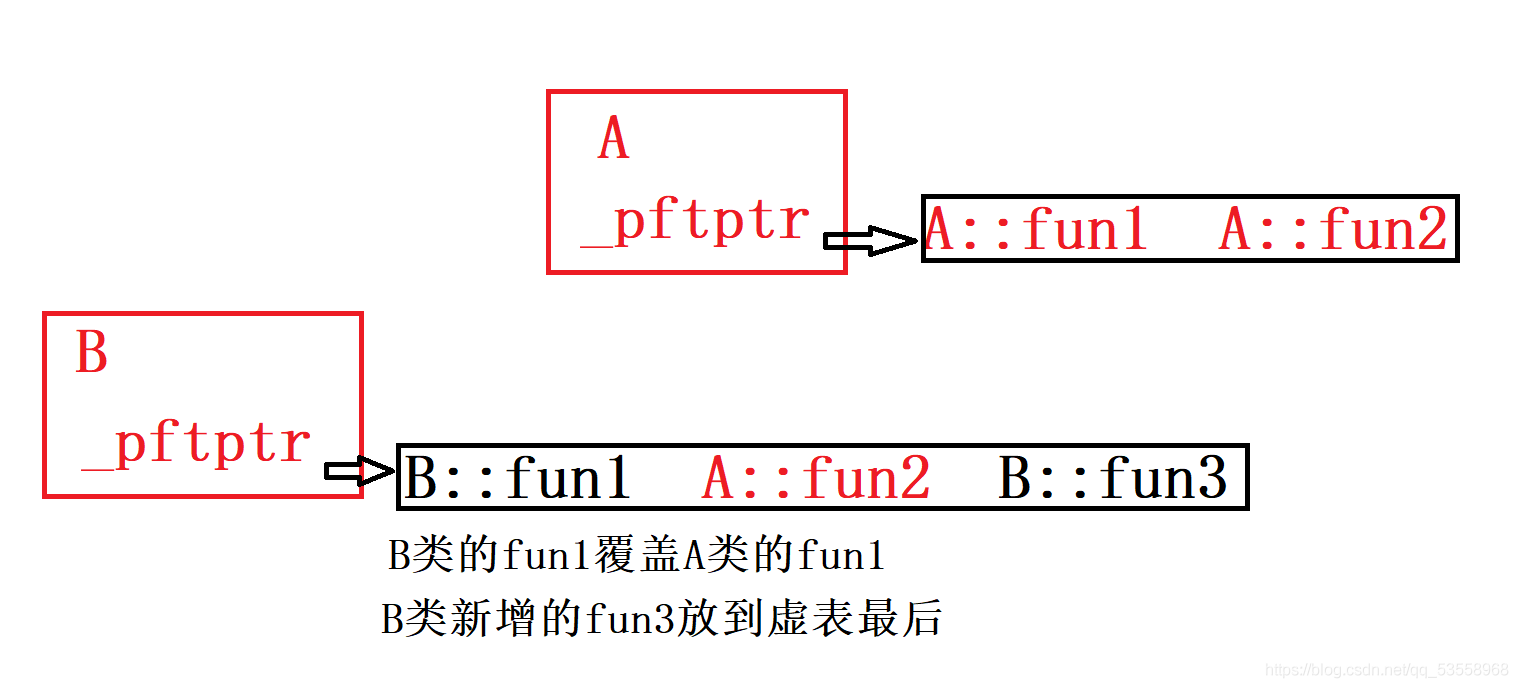 A
_pftptr
A::fun1 A::fun2
B
_pftptr
B::fun1 A::fun2 B::fun3
B类的fun1覆盖A类的fun1
B类新增的fun3放到虚表最后
https://blog.csdn.net/qq_53558968